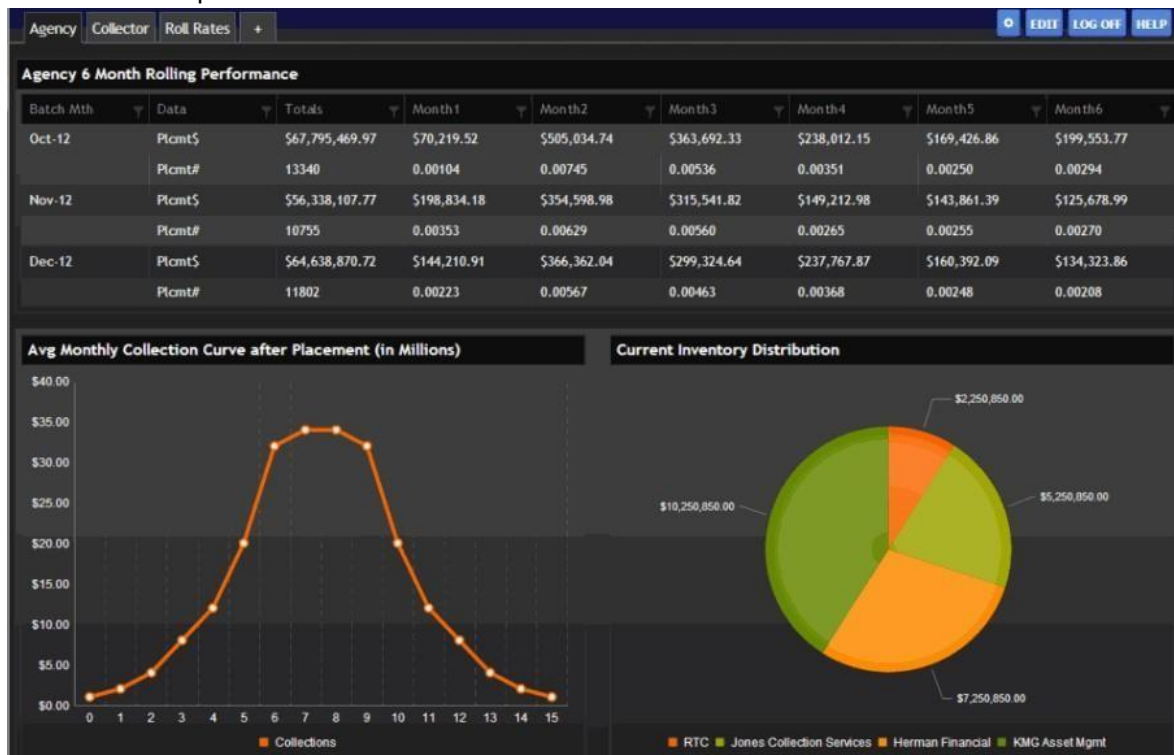 Agency Collector Roll Rates +
EDIT LOG OFF HELP
Agency 6 Month Rolling Performance
Batch Mth Data Totals Month1 Month2 Month3 Month4 Month5 Month6
Oct-12 Plcmt$ $67,795,469.97 $70,219.52 $505,034.74 $363,692.33 $238,012.15 $169,426.86 $199,553.77
Plcmt# 13340 0.00104 0.00745 0.00536 0.00351 0.00250 0.00294
Nov-12 Plcmt$ $56,338,107.77 $198,834.18 $354,598.98 $315,541.82 $149,212.98 $143,861.39 $125,678.99
Plcmt# 10755 0.00353 0.00629 0.00560 0.00265 0.00255 0.00270
Dec-12 Plcmt$ $64,638,870.72 $144,210.91 $366,362.04 $299,324.64 $237,767.87 $160,392.09 $134,323.86
Plcmt# 11802 0.00223 0.00567 0.00463 0.00368 0.00248 0.00208
Avg Monthly Collection Curve after Placement (in Millions)
$40.00
$35.00
$30.00
$25.00
$20.00
$15.00
$10.00
$5.00
$0.00
0 1 2 3 4 5 6 7 8 9 10 11 12 13 14 15
Collections
Current Inventory Distribution
$2,250,850.00
$5,250,850.00
$10,250,850.00
$7,250,850.00
RTC Jones Collection Services Herman Financial KMG Asset Mgmt